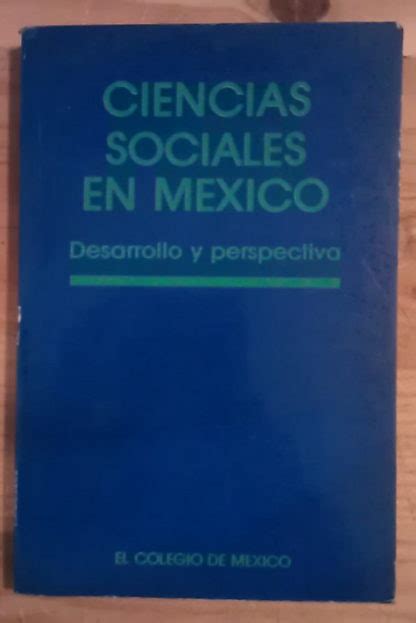 CIENCIAS
SOCIALES
EN MEXICO
Desarrollo y perspectiva
EL COLEGIO DE MEXICO